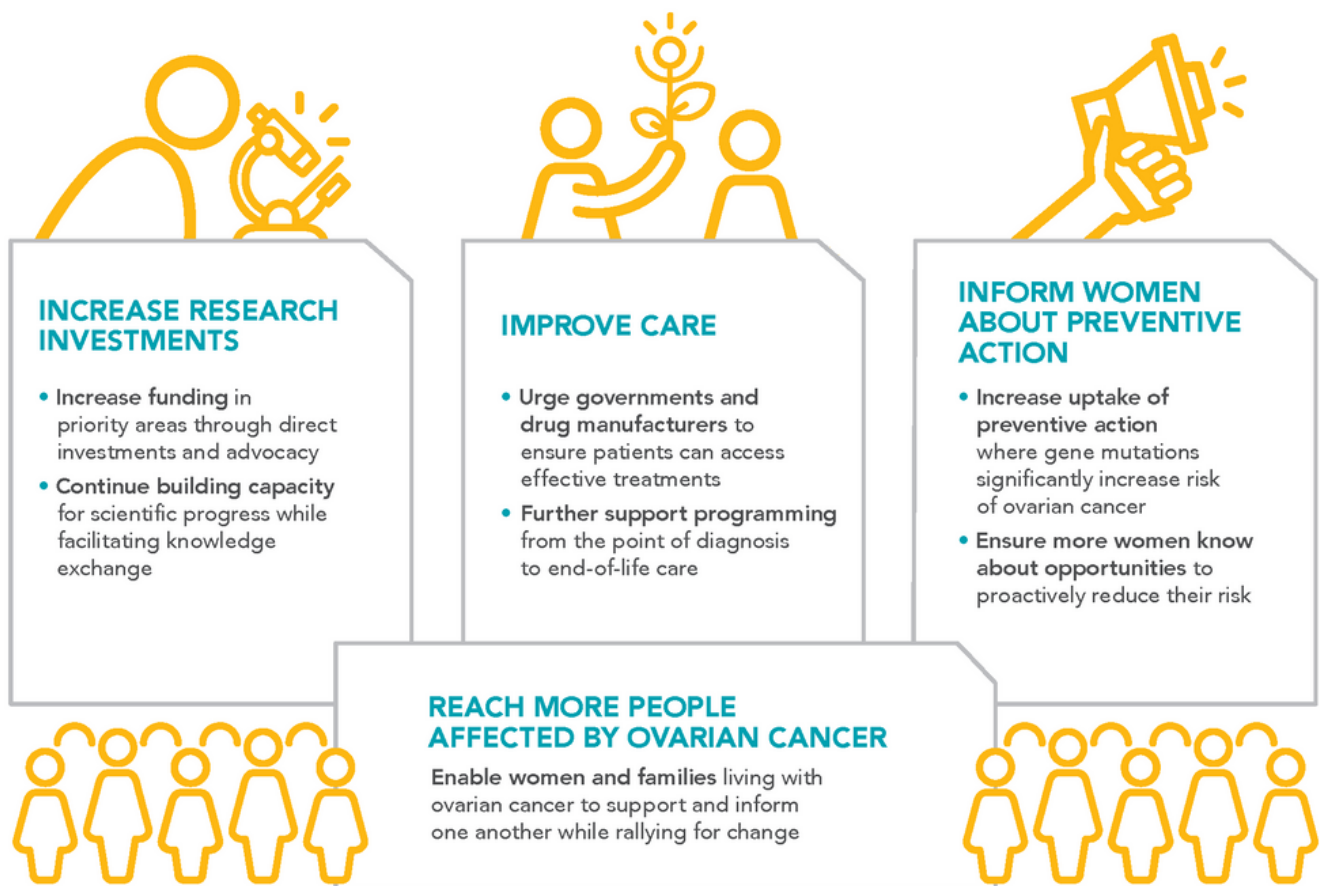 INCREASE RESEARCH
INVESTMENTS
• Increase funding in
priority areas through direct
investments and advocacy
• Continue building capacity
for scientific progress while
facilitating knowledge
exchange
IMPROVE CARE
• Urge governments and
drug manufacturers to
ensure patients can access
effective treatments
• Further support programming
from the point of diagnosis
to end-of-life care
INFORM WOMEN
ABOUT PREVENTIVE
ACTION
• Increase uptake of
preventive action
where gene mutations
significantly increase risk
of ovarian cancer
• Ensure more women know
about opportunities to
proactively reduce their risk
REACH MORE PEOPLE
AFFECTED BY OVARIAN CANCER
Enable women and families living with
ovarian cancer to support and inform
one another while rallying for change